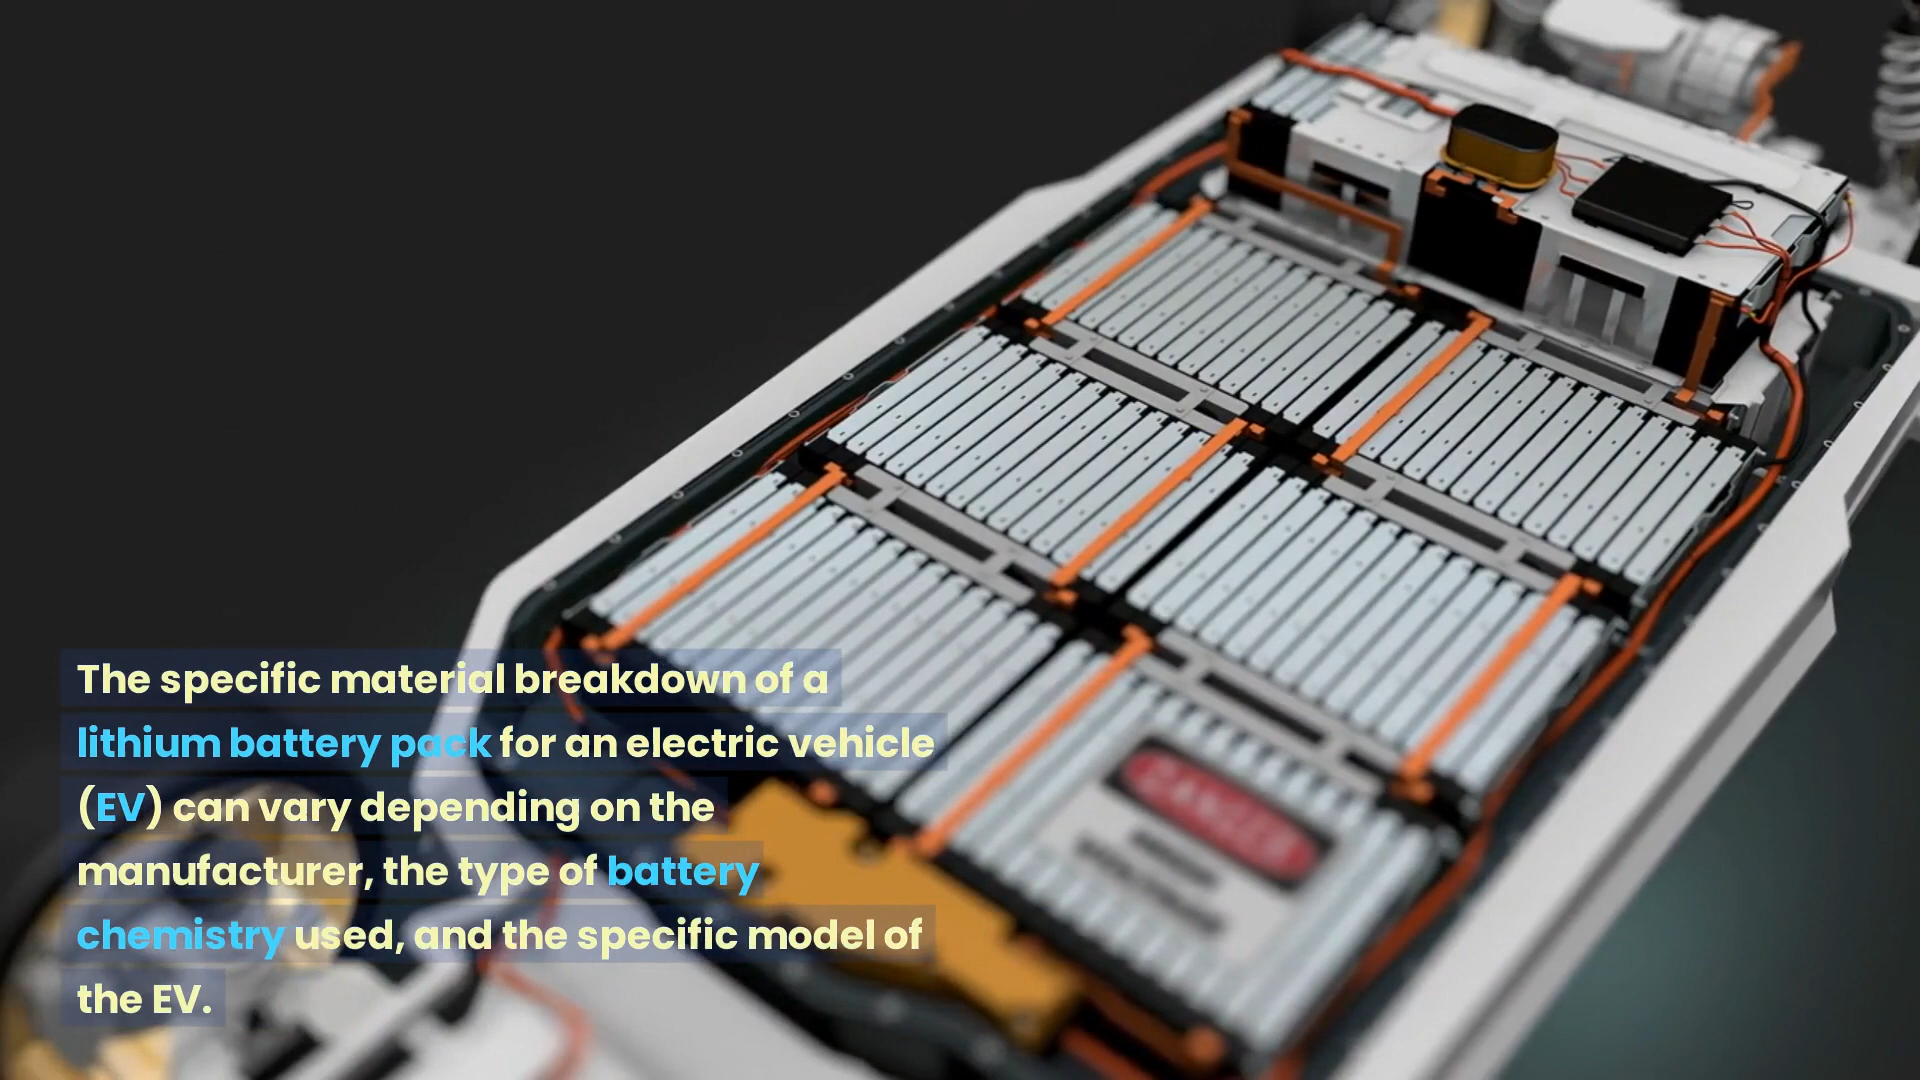 DANGER
The specific material breakdown of a
lithium battery pack for an electric vehicle
(EV) can vary depending on the
manufacturer, the type of battery
chemistry used, and the specific model of
the EV.